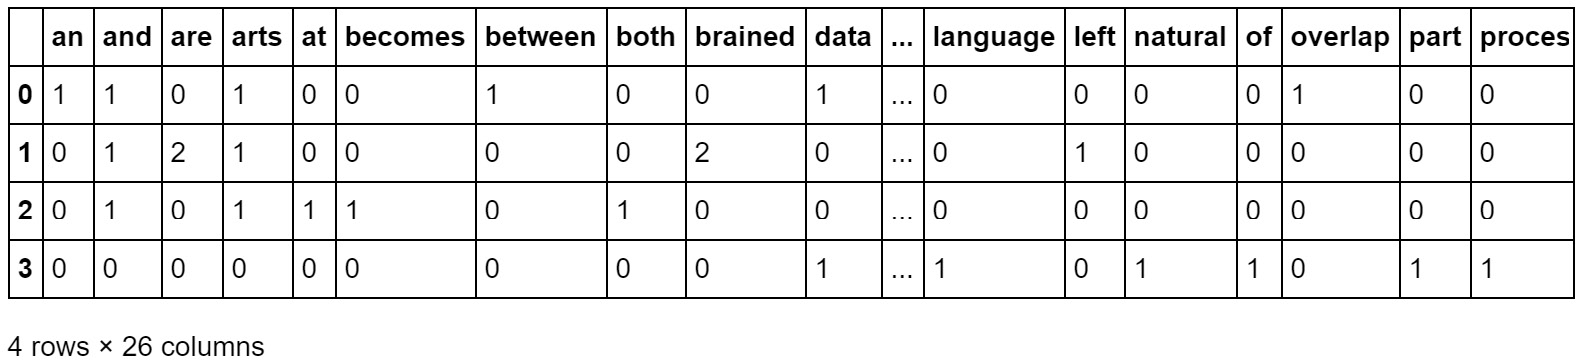 an and are arts at becomes between both brained data ... language left natural of overlap part proces
0 1 1 0 1 0 0 1 0 0 1 ... 0 0 0 0 1 0 0
1 0 1 2 1 0 0 0 0 2 0 ... 0 1 0 0 0 0 0
2 0 1 0 1 1 1 0 1 0 0 ... 0 0 0 0 0 0 0
3 0 0 0 0 0 0 0 0 0 1 ... 1 0 1 1 0 1 1
4 rows × 26 columns